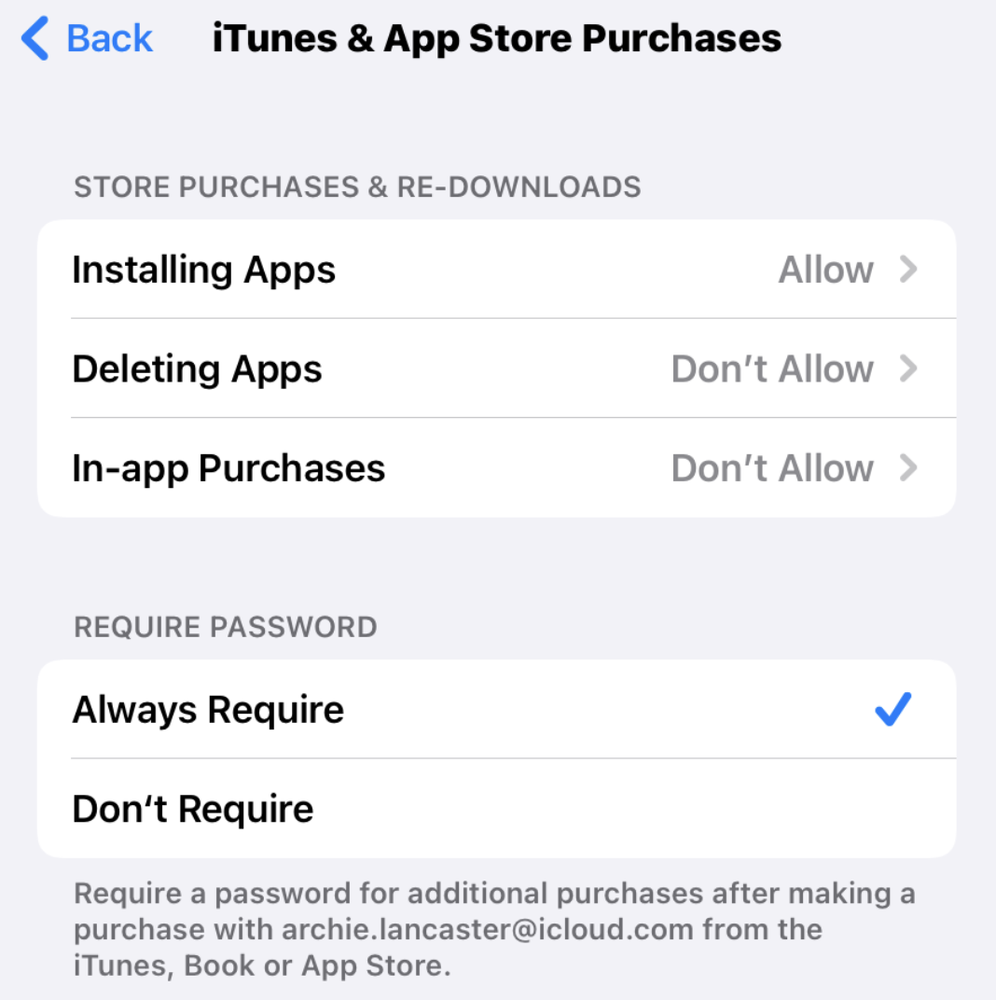 Back iTunes & App Store Purchases
STORE PURCHASES & RE-DOWNLOADS
Installing Apps Allow
Deleting Apps Don’t Allow
In-app Purchases Don’t Allow
REQUIRE PASSWORD
Always Require
Don‘t Require
Require a password for additional purchases after making a
purchase with archie.lancaster@icloud.com from the
iTunes, Book or App Store.